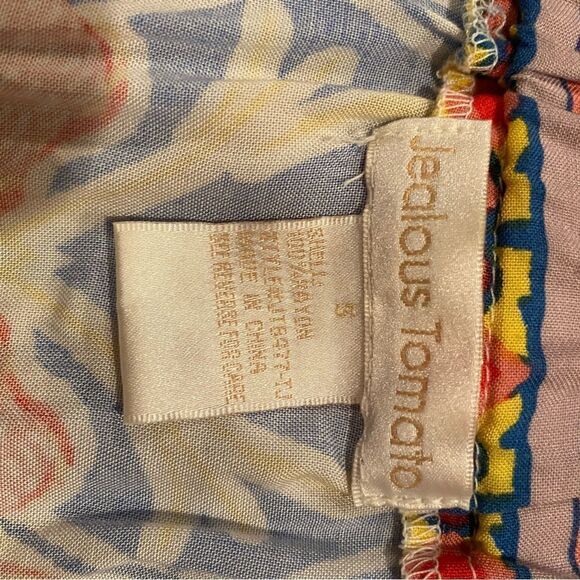 Jealous Tomato
S
SHELL:
100%RAYON
MADE IN CHINA
SEE REVERSE FOR CARE